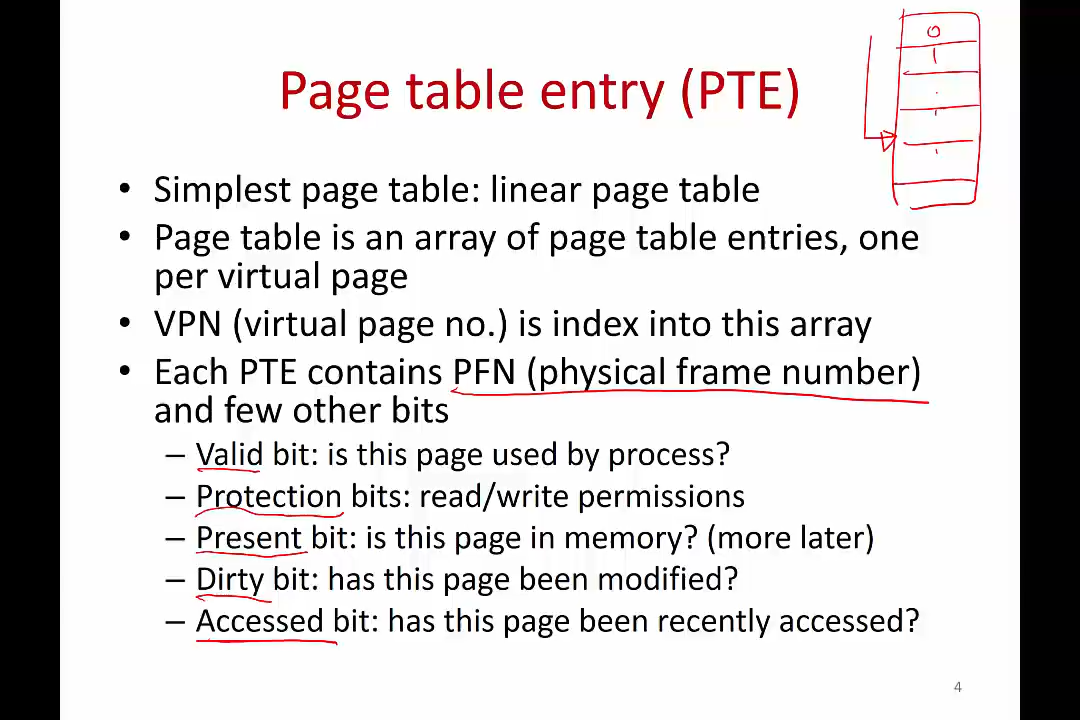 0
1
Page table entry (PTE)
• Simplest page table: linear page table
• Page table is an array of page table entries, one
per virtual page
• VPN (virtual page no.) is index into this array
• Each PTE contains PFN (physical frame number)
and few other bits
– Valid bit: is this page used by process?
– Protection bits: read/write permissions
– Present bit: is this page in memory? (more later)
– Dirty bit: has this page been modified?
– Accessed bit: has this page been recently accessed?
4